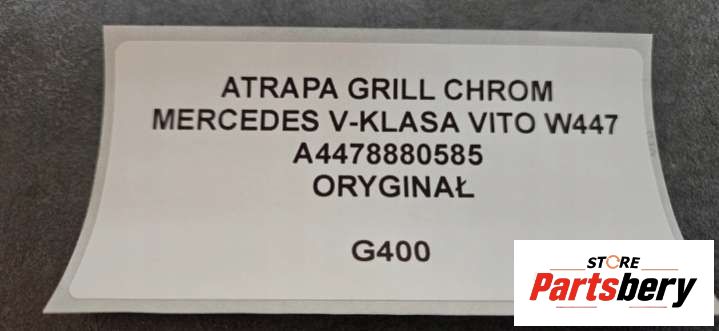 ATRAPA GRILL CHROM
MERCEDES V-KLASA VITO W447
A4478880585
ORYGINAŁ
G400
STORE
Partsbery